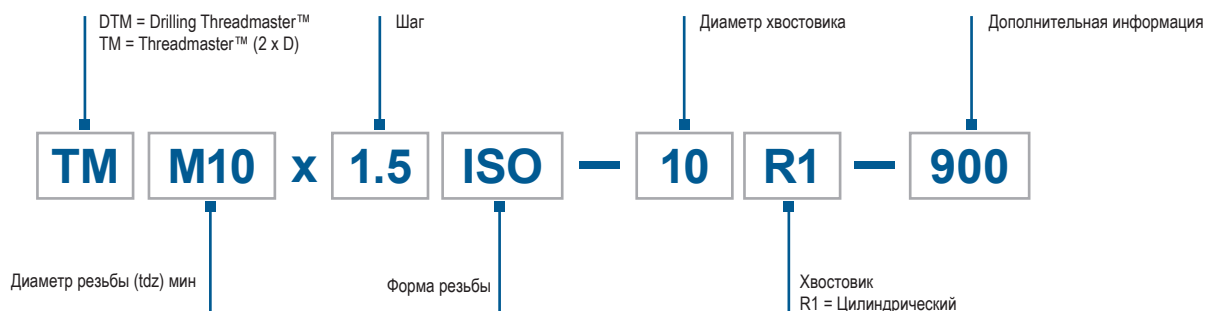 DTM = Drilling Threadmaster™
TM = Threadmaster™ (2 x D)
Шаг
Диаметр хвостовика
Дополнительная информация
TM M10 x 1.5 ISO — 10 R1 — 900
Диаметр резьбы (tdz) мин
Форма резьбы
Хвостовик
R1 = Цилиндрический